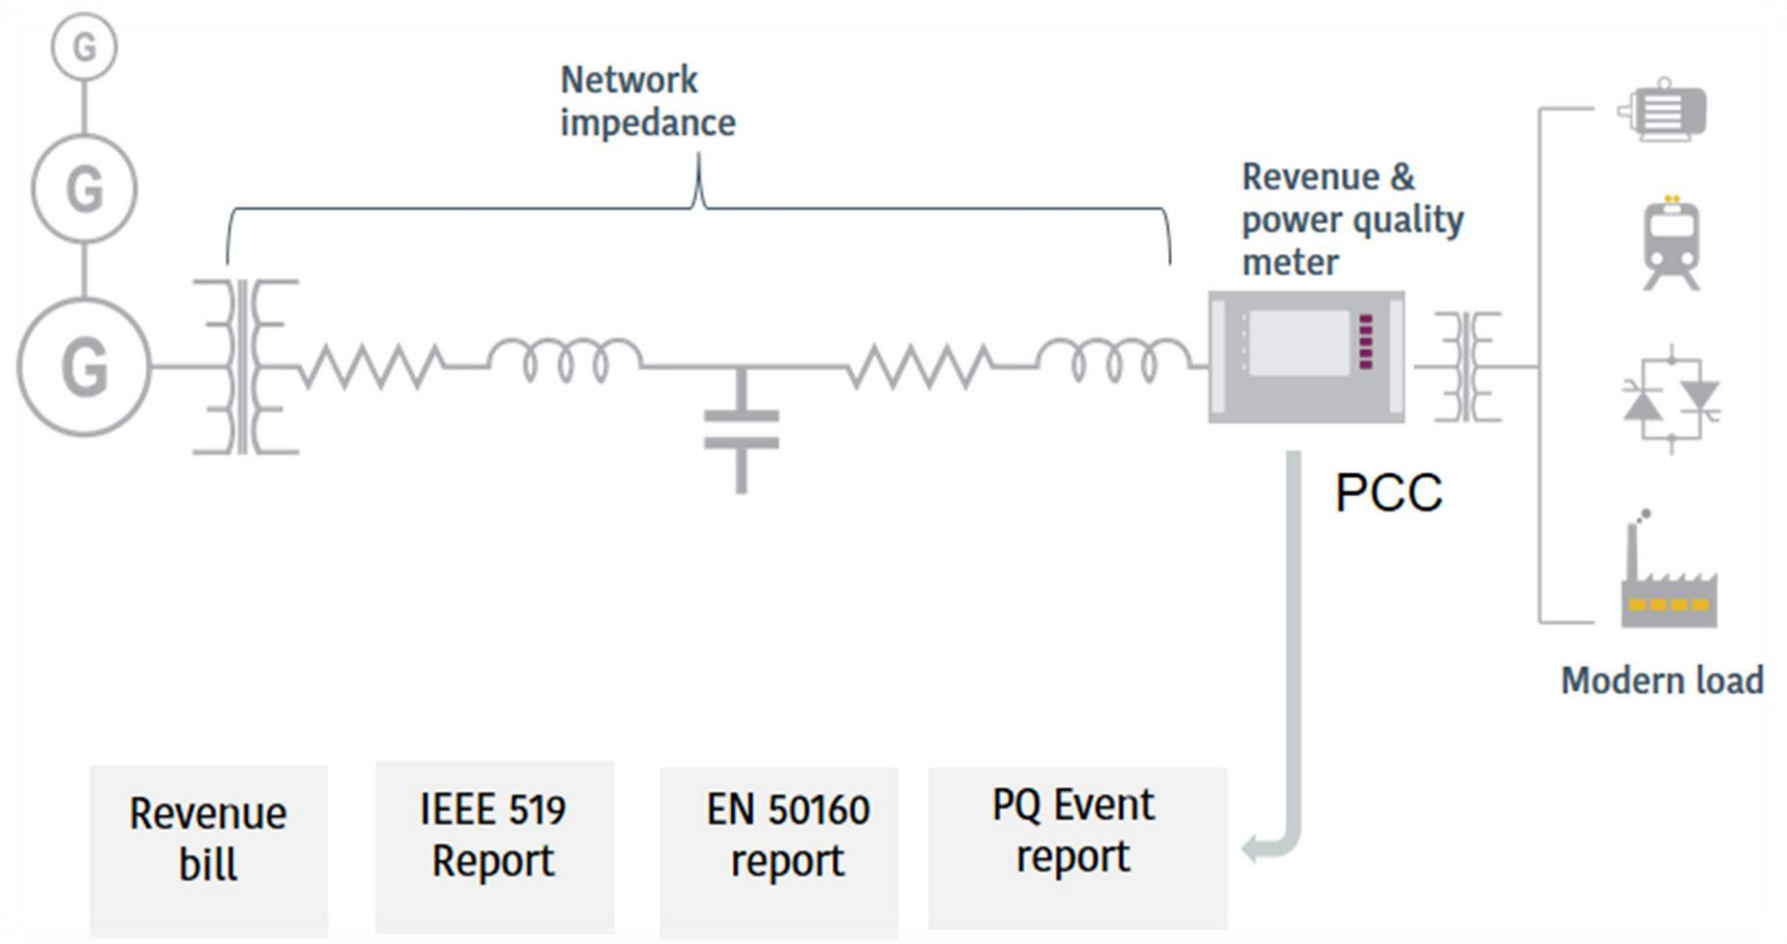 G
G
G
Network
impedance
Revenue &
power quality
meter
PCC
Modern load
Revenue
bill
IEEE 519
Report
EN 50160
report
PQ Event
report